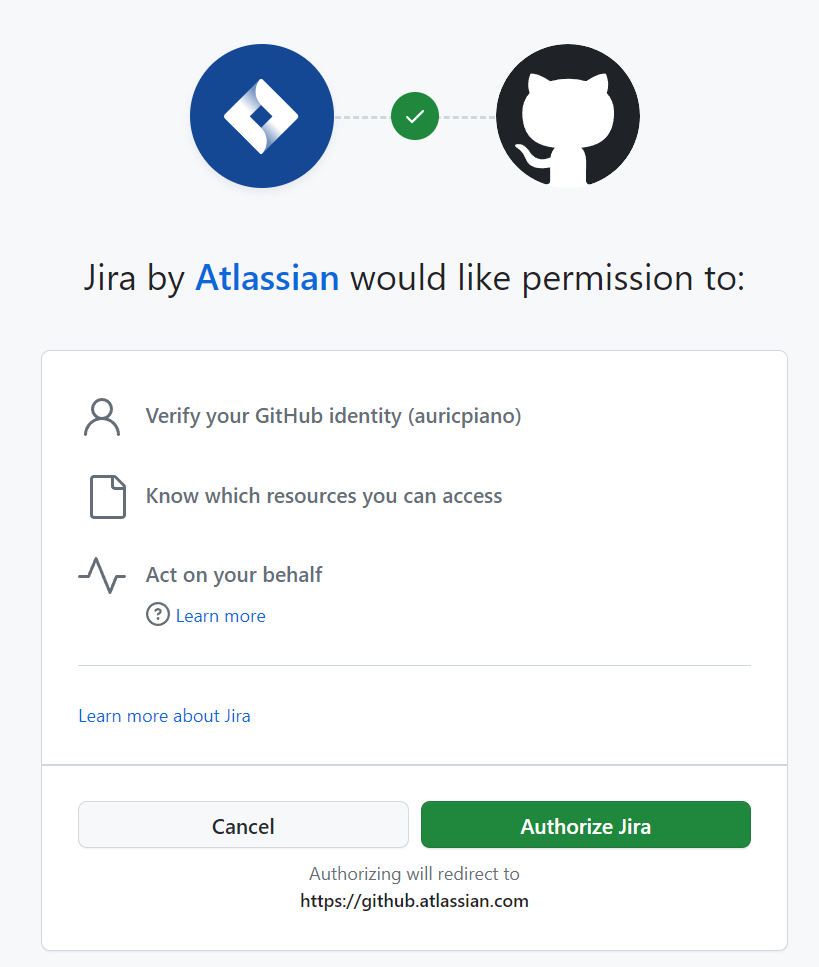 Jira by Atlassian would like permission to:
Verify your GitHub identity (auricpiano)
Know which resources you can access
Act on your behalf
Learn more
Learn more about Jira
Cancel
Authorize Jira
Authorizing will redirect to
https://github.atlassian.com